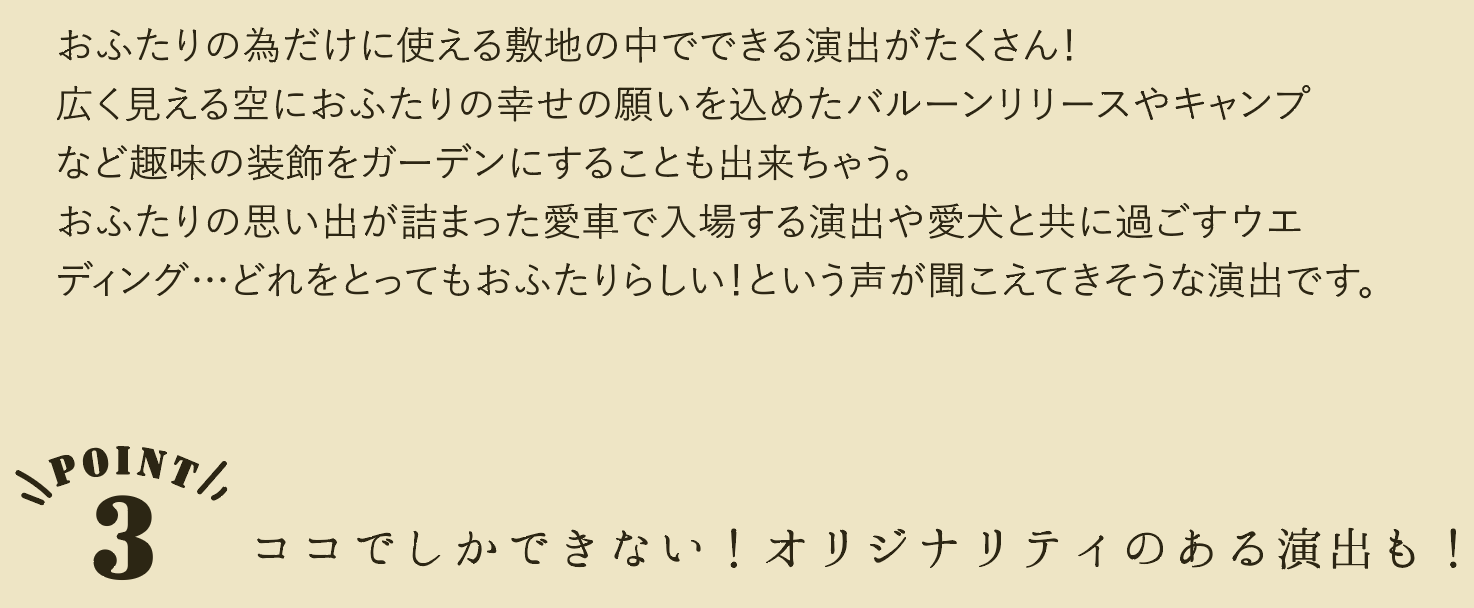 おふたりの為だけに使える敷地の中でできる演出がたくさん！
広く見える空におふたりの幸せの願いを込めたバルーンリリースやキャンプ
など趣味の装飾をガーデンにすることも出来ちゃう。
おふたりの思い出が詰まった愛車で入場する演出や愛犬と共に過ごすウエ
ディング…どれをとってもおふたりらしい！という声が聞こえてきそうな演出です。
POINT
3
ココでしかできない！オリジナリティのある演出も！